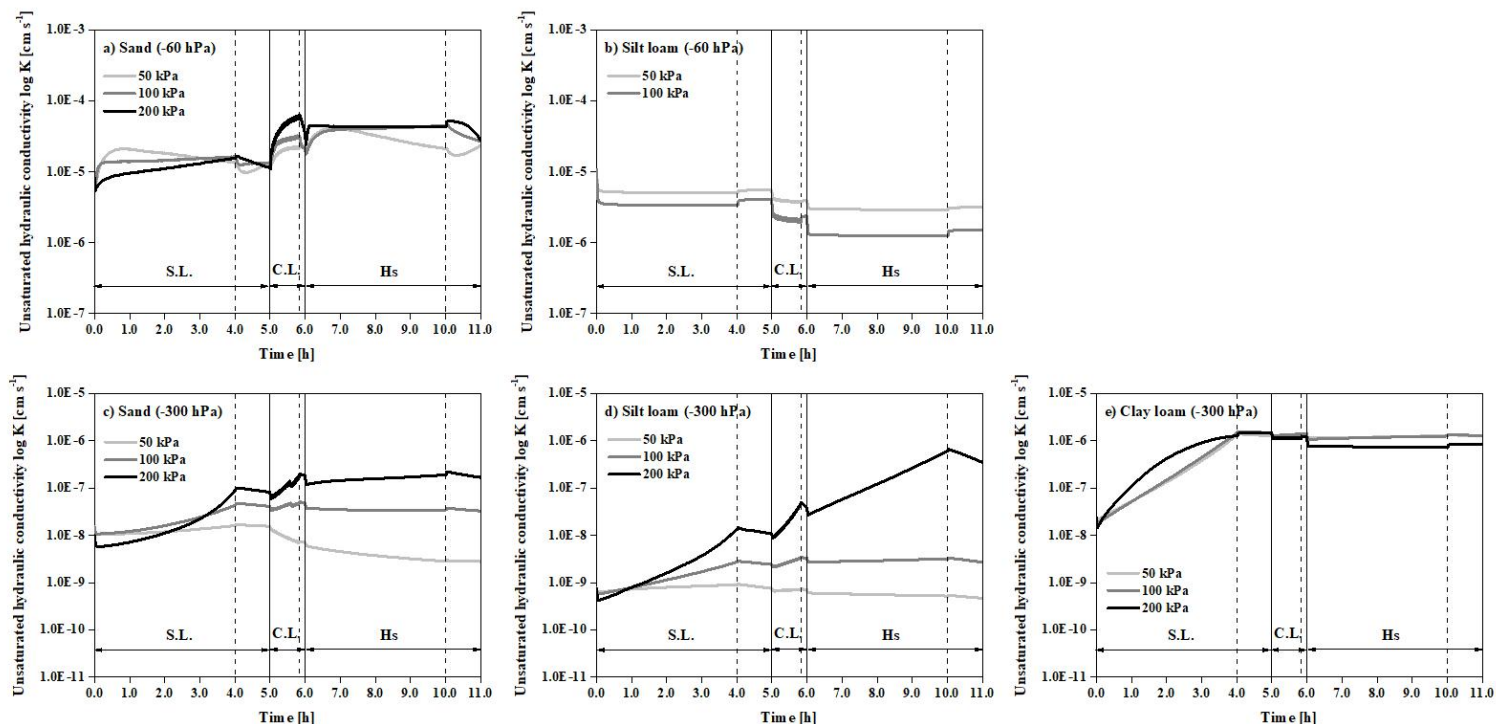 Unsaturated hydraulic conductivity log K [cm s⁻¹]
1.0E-3
1.0E-4
1.0E-5
1.0E-6
1.0E-7
a) Sand (-60 hPa)
50 kPa
100 kPa
200 kPa
S.L.
C.L
Hs
0.0 1.0 2.0 3.0 4.0 5.0 6.0 7.0 8.0 9.0 10.0 11.0
Time [h]
Unsaturated hydraulic conductivity log K [cm s⁻¹]
1.0E-3
1.0E-4
1.0E-5
1.0E-6
1.0E-7
b) Silt loam (-60 hPa)
50 kPa
100 kPa
S.L.
C.L
Hs
0.0 1.0 2.0 3.0 4.0 5.0 6.0 7.0 8.0 9.0 10.0 11.0
Time [h]
Unsaturated hydraulic conductivity log K [cm s⁻¹]
1.0E-5
1.0E-6
1.0E-7
1.0E-8
1.0E-9
1.0E-10
1.0E-11
c) Sand (-300 hPa)
50 kPa
100 kPa
200 kPa
S.L.
C.L
Hs
0.0 1.0 2.0 3.0 4.0 5.0 6.0 7.0 8.0 9.0 10.0 11.0
Time [h]
Unsaturated hydraulic conductivity log K [cm s⁻¹]
1.0E-5
1.0E-6
1.0E-7
1.0E-8
1.0E-9
1.0E-10
1.0E-11
d) Silt loam (-300 hPa)
50 kPa
100 kPa
200 kPa
S.L.
C.L
Hs
0.0 1.0 2.0 3.0 4.0 5.0 6.0 7.0 8.0 9.0 10.0 11.0
Time [h]
Unsaturated hydraulic conductivity log K [cm s⁻¹]
1.0E-5
1.0E-6
1.0E-7
1.0E-8
1.0E-9
1.0E-10
1.0E-11
e) Clay loam (-300 hPa)
50 kPa
100 kPa
200 kPa
S.L.
C.L
Hs
0.0 1.0 2.0 3.0 4.0 5.0 6.0 7.0 8.0 9.0 10.0 11.0
Time [h]